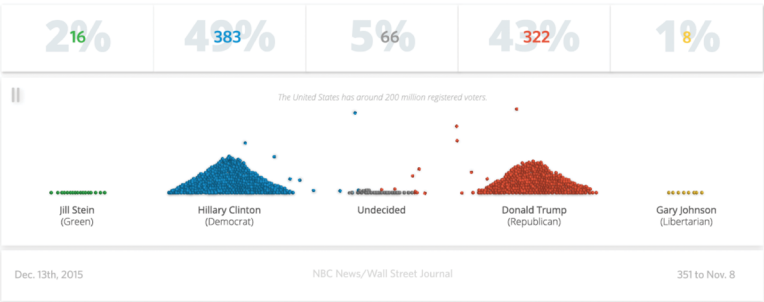 2% 49% 5% 43% 1%
16 383 66 322 8
The United States has around 200 million registered voters.
Jill Stein Hillary Clinton Undecided Donald Trump Gary Johnson
(Green) (Democrat) (Republican) (Libertarian)
Dec. 13th, 2015 NBC News/Wall Street Journal 351 to Nov. 8